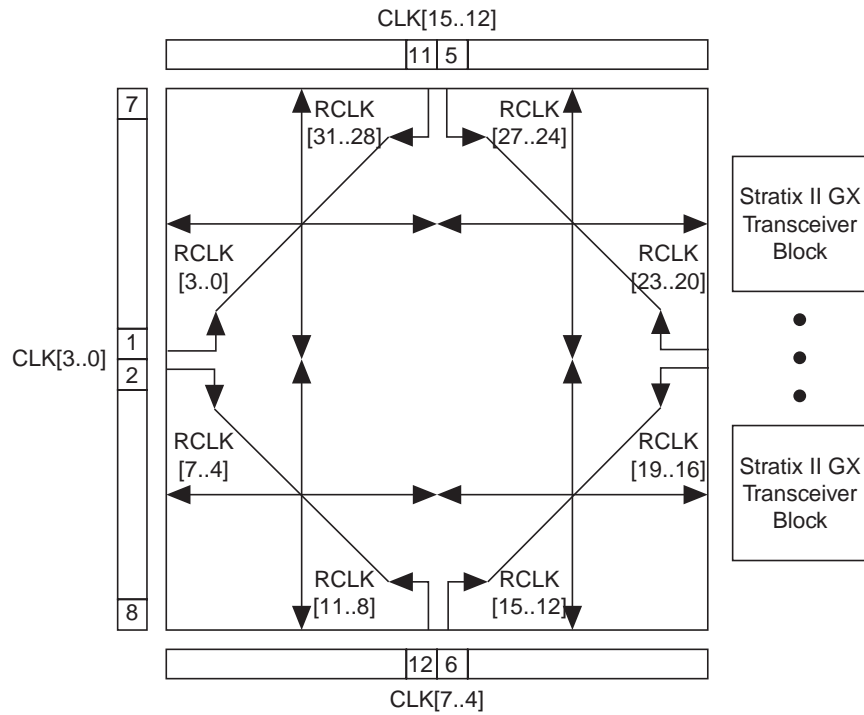 CLK[15..12]
11 5
7
RCLK
[31..28]
RCLK
[27..24]
Stratix II GX
Transceiver
Block
RCLK
[3..0]
RCLK
[23..20]
CLK[3..0]
1
2
RCLK
[7..4]
RCLK
[19..16]
Stratix II GX
Transceiver
Block
RCLK
[11..8]
RCLK
[15..12]
8
12 6
CLK[7..4]